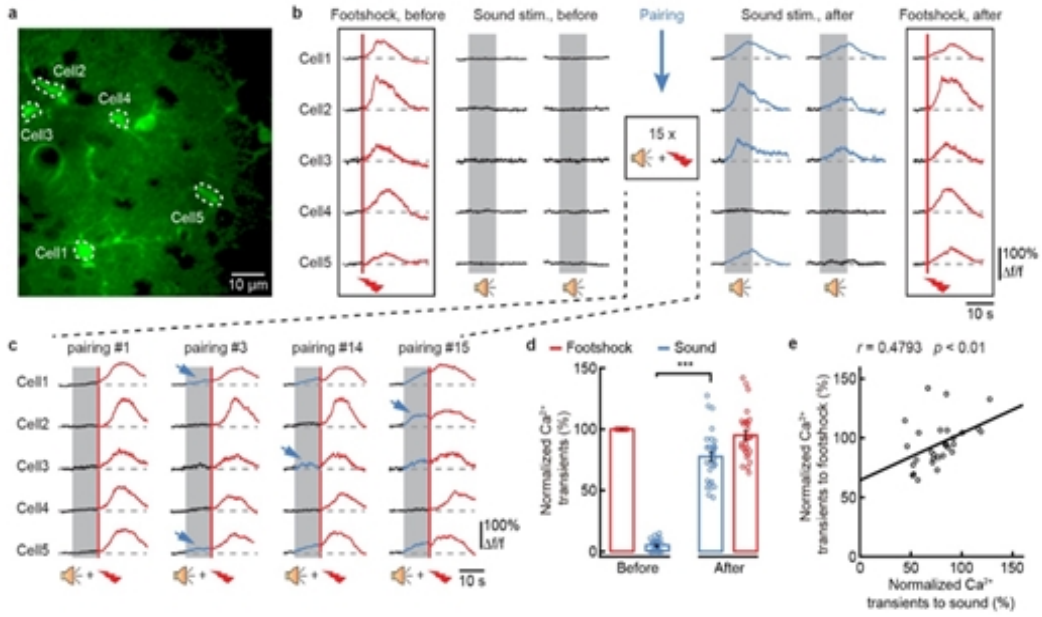 a
Cell2
Cell4
Cell3
Cell5
Cell1
10 µm
b
Footshock, before
Sound stim., before
Pairing
Sound stim., after
Footshock, after
Cell1
Cell2
Cell3
Cell4
Cell5
15 x
+
100%
Δf/f
10 s
c
pairing #1
pairing #3
pairing #14
pairing #15
Cell1
Cell2
Cell3
Cell4
Cell5
+
+
+
+
100%
Δf/f
10 s
d
Footshock
Sound
***
150
100
50
0
Normalized Ca²⁺
transients (%)
Before
After
e
r = 0.4793 p < 0.01
150
100
50
0
Normalized Ca²⁺
transients to footshock (%)
0
50
100
150
Normalized Ca²⁺
transients to sound (%)